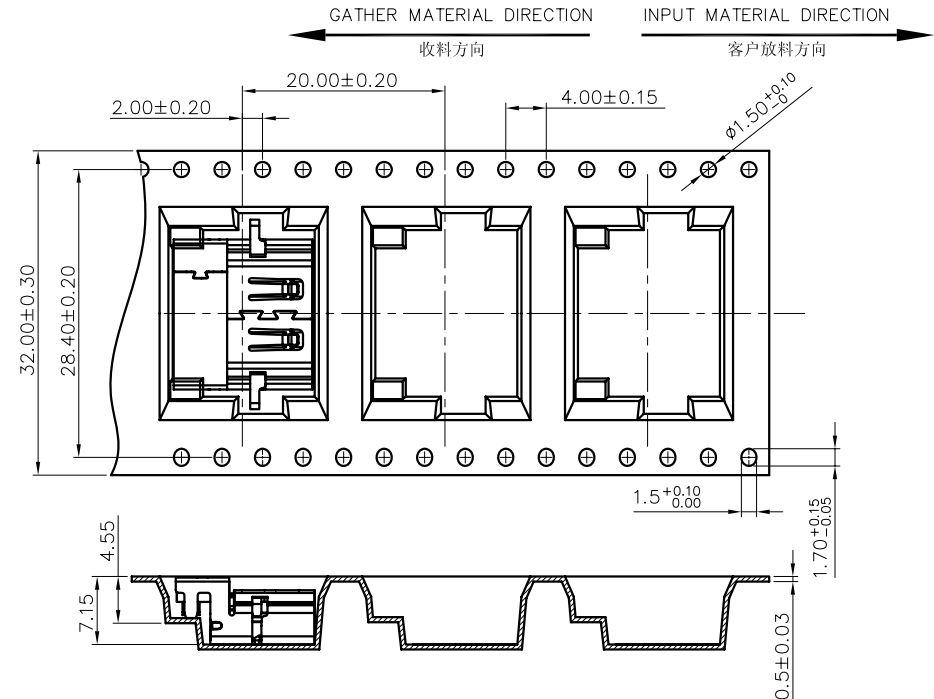 GATHER MATERIAL DIRECTION
收料方向
INPUT MATERIAL DIRECTION
客户放料方向
20.00±0.20
2.00±0.20
4.00±0.15
Ø1.50+0.10-0
32.00±0.30
28.40±0.20
1.5+0.10 0.00
1.70+0.15-0.05
4.55
7.15
0.5±0.03